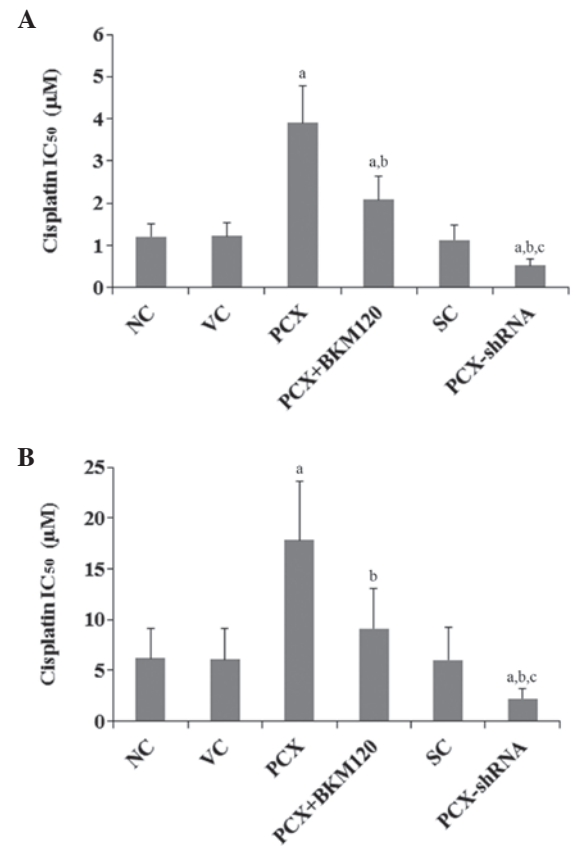 A
Cisplatin IC50 (µM)
6
5
4
3
2
1
0
a
a,b
a,b,c
NC
VC
PCX
PCX+BKM120
SC
PCX-shRNA
B
Cisplatin IC50 (µM)
25
20
15
10
5
0
a
b
a,b,c
NC
VC
PCX
PCX+BKM120
SC
PCX-shRNA